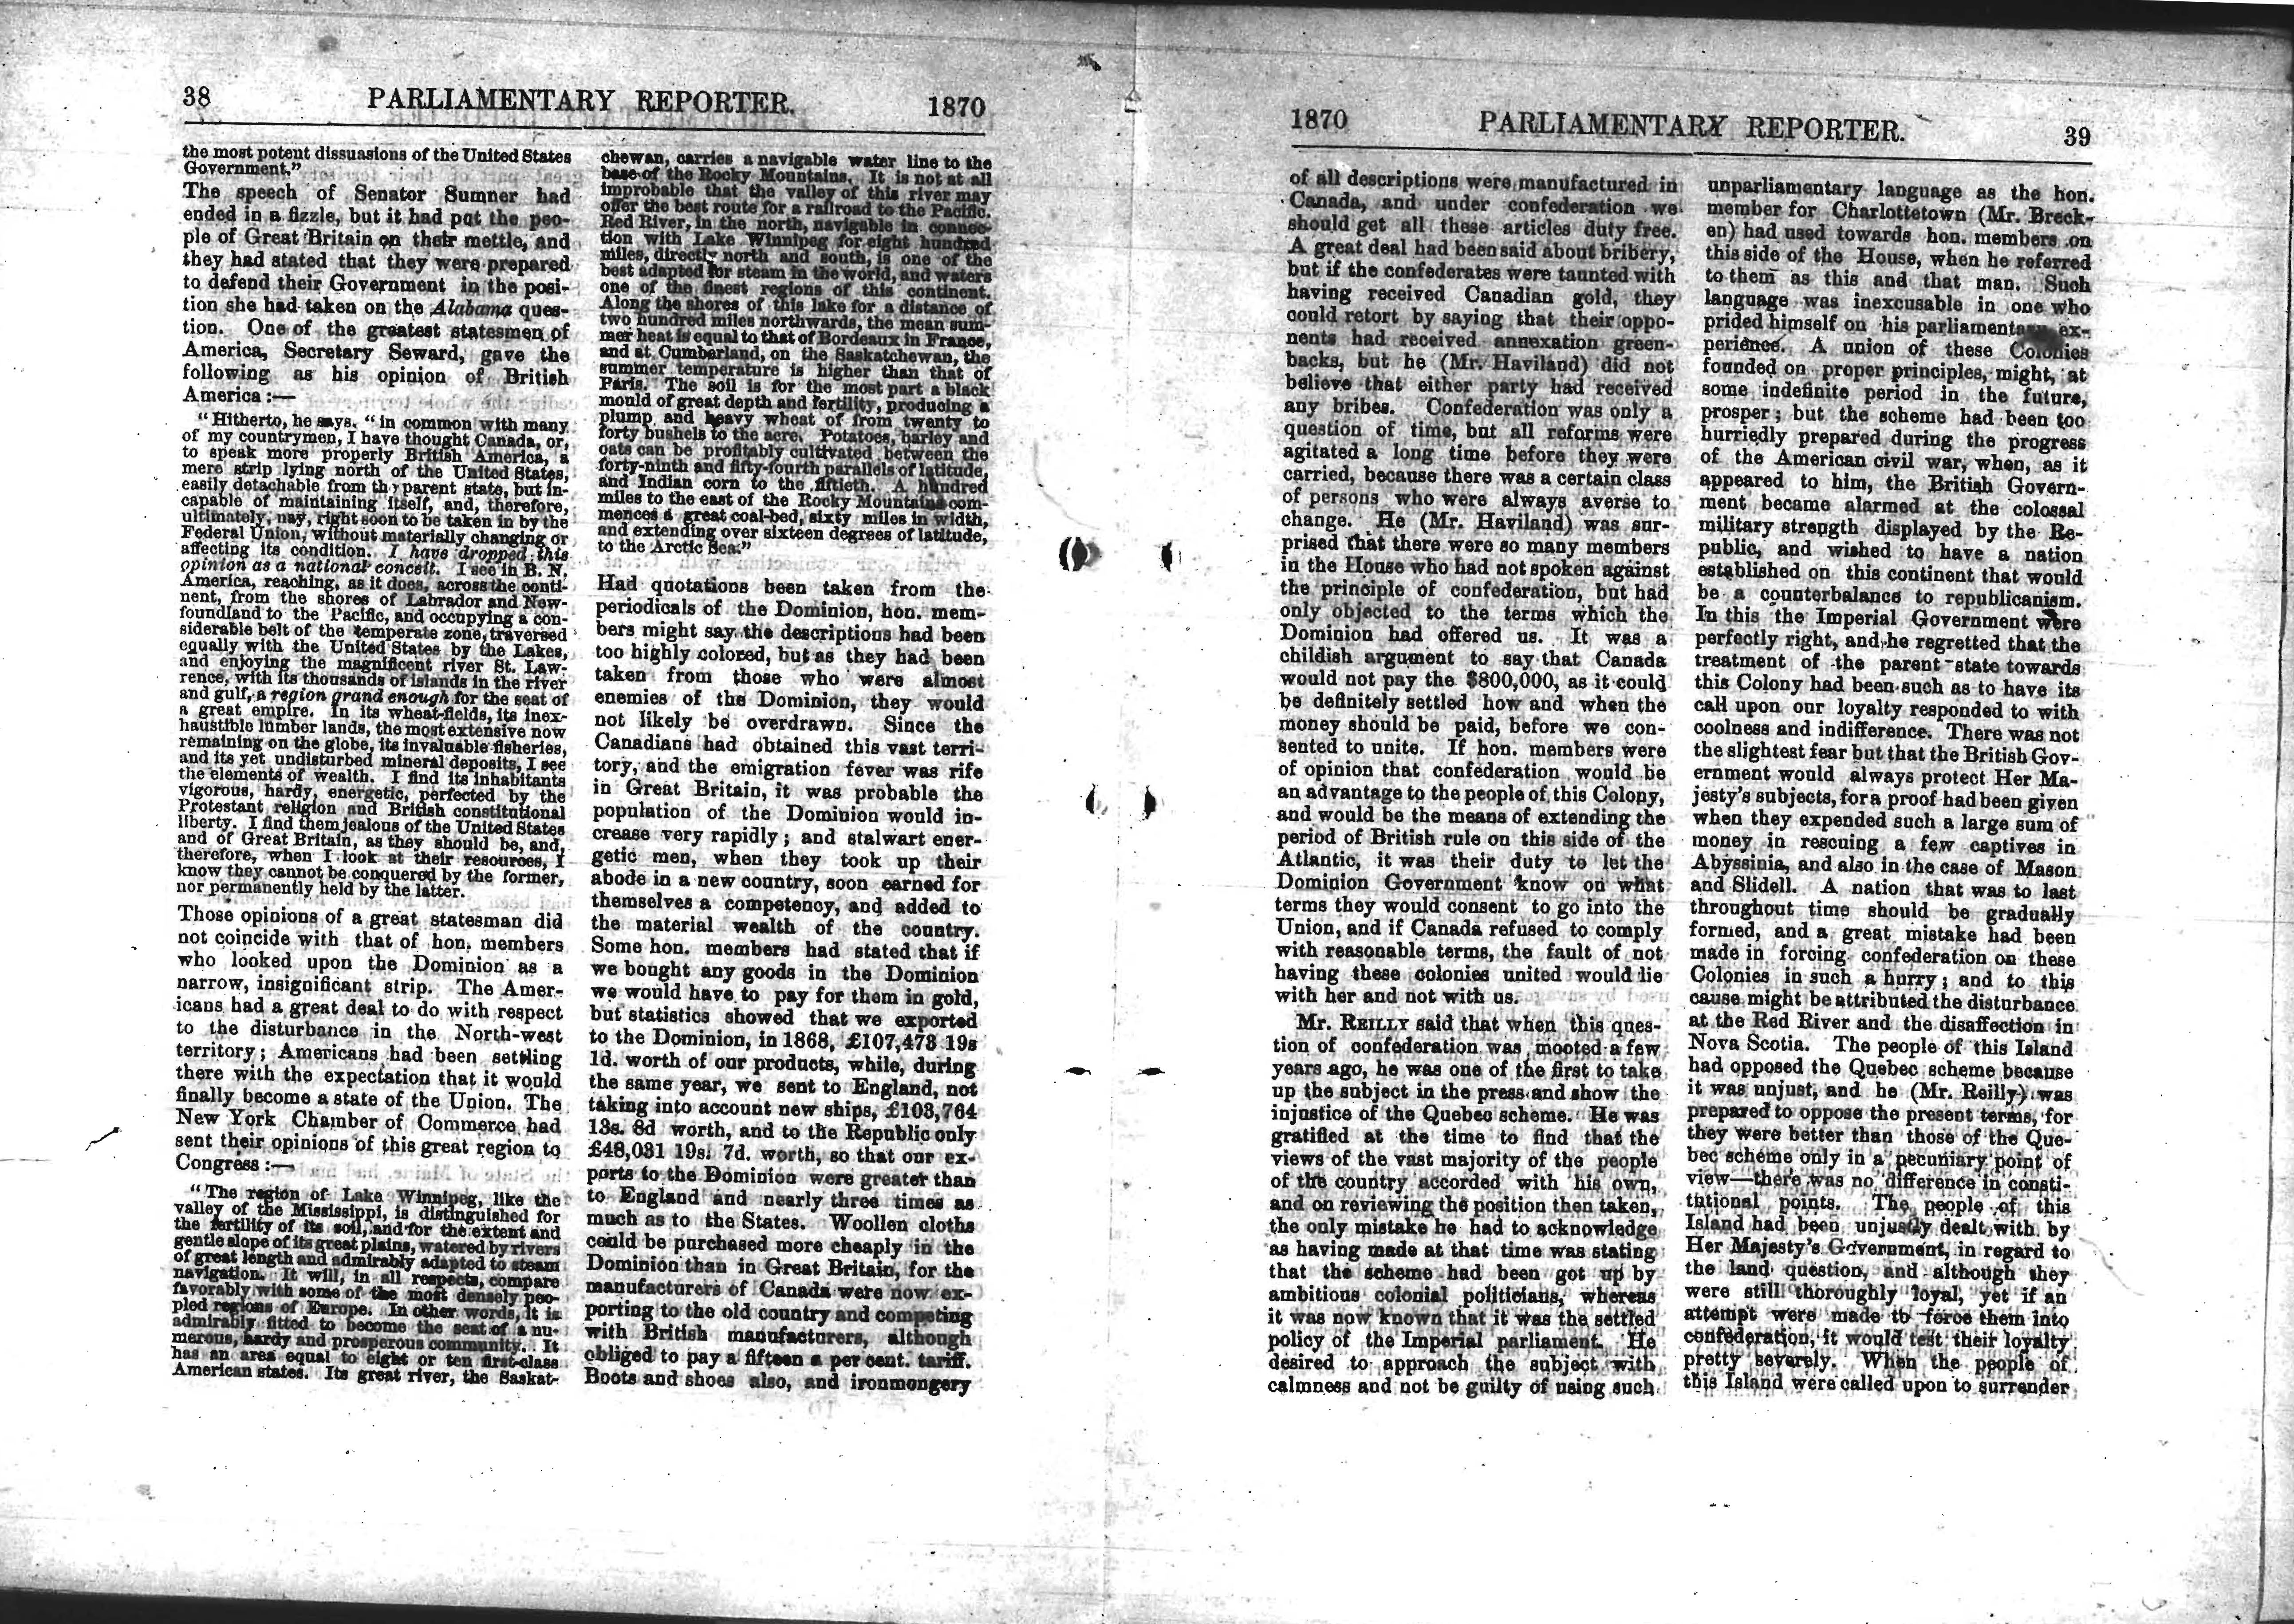 38 PARLIAMENTARY REPORTER. 1870
the most potent dissuasions of the United States
Government."
The speech of Senator Sumner had
ended in a fizzle, but it had put the peo-
ple of Great Britain on their mettle, and
they had stated that they were prepared
to defend their Government in the posi-
tion she had taken on the Alabama ques-
tion. One of the greatest statesmen of
America, Secretary Seward, gave the
following as his opinion of British
America :—
"Hitherto, he says. "in common with many
of my countrymen, I have thought Canada, or,
to speak more properly British America, a
mere strip lying north of the United States,
easily detachable from the parent state, but in-
capable of maintaining itself, and, therefore,
ultimately, nay, right soon to be taken in by the
Federal Union, without materially changing or
affecting its condition. I have dropped this
opinion as a national conceit. I see in B. N.
America, reaching, as it does, across the conti-
nent, from the shores of Labrador and New-
foundland to the Pacific, and occupying a con-
siderable belt of the temperate zone, traversed
equally with the United States by the Lakes,
and enjoying the magnificent river St. Law-
rence, with its thousands of islands in the river
and gulf, a region grand enough for the seat of
a great empire. In its wheat-fields, its inex-
haustible lumber lands, the most extensive now
remaining on the globe, its invaluable fisheries,
and its yet undisturbed mineral deposits, I see
the elements of wealth. I find its inhabitants
vigorous, hardy, energetic, perfected by the
Protestant religion and British constitutional
liberty. I find them jealous of the United States
and of Great Britain, as they should be, and,
therefore, when I look at their resources, I
know they cannot be conquered by the former,
nor permanently held by the latter.
Those opinions of a great statesman did
not coincide with that of hon. members
who looked upon the Dominion as a
narrow, insignificant strip. The Amer-
icans had a great deal to do with respect
to the disturbance in the North-west
territory; Americans had been settling
there with the expectation that it would
finally become a state of the Union. The
New York Chamber of Commerce had
sent their opinions of this great region to
Congress :—
"The region of Lake Winnipeg, like the
valley of the Mississippi, is distinguished for
the fertility of its soil, and for the extent and
gentle slope of its great plains, watered by rivers
of great length and admirably adapted to steam
navigation. It will, in all respects, compare
favorably with some of the most densely peo-
pled regions of Europe. In other words, it is
admirably fitted to become the seat of a nu-
merous, hardy and prosperous community. It
has an area equal to eight or ten first-class
American states. Its great river, the Saskat-
chewan, carries a navigable water line to the
base of the Rocky Mountains. It is not at all
improbable that the valley of this river may
offer the best route for a railroad to the Pacific.
Red River, in the north, navigable in connec-
tion with Lake Winnipeg for eight hundred
miles, directly north and south, is one of the
best adapted for steam in the world, and waters
one of the finest regions of this continent.
Along the shores of this lake for a distance of
two hundred miles northwards, the mean sum-
mer heat is equal to that of Bordeaux in France,
and at Cumberland, on the Saskatchewan, the
summer temperature is higher than that of
Paris. The soil is for the most part a black
mould of great depth and fertility, producing a
plump and heavy wheat of from twenty to
forty bushels to the acre. Potatoes, barley and
oats can be profitably cultivated between the
forty-ninth and fifty-fourth parallels of latitude,
and Indian corn to the fiftieth. A hundred
miles to the east of the Rocky Mountains com-
mences a great coal-bed, sixty miles in width,
and extending over sixteen degrees of latitude,
to the Arctic Sea."
Had quotations been taken from the
periodicals of the Dominion, hon. mem-
bers might say the descriptions had been
too highly colored, but as they had been
taken from those who were almost
enemies of the Dominion, they would
not likely be overdrawn. Since the
Canadians had obtained this vast terri-
tory, and the emigration fever was rife
in Great Britain, it was probable the
population of the Dominion would in-
crease very rapidly; and stalwart ener-
getic men, when they took up their
abode in a new country, soon earned for
themselves a competency, and added to
the material wealth of the country.
Some hon. members had stated that if
we bought any goods in the Dominion
we would have to pay for them in gold,
but statistics showed that we exported
to the Dominion, in 1868, £107,473 19s
1d. worth of our products, while, during
the same year, we sent to England, not
taking into account new ships, £103,764
13s. 8d worth, and to the Republic only
£48,031 19s. 7d. worth, so that our ex-
ports to the Dominion were greater than
to England and nearly three times as
much as to the States. Woollen cloths
could be purchased more cheaply in the
Dominion than in Great Britain, for the
manufacturers of Canada were now ex-
porting to the old country and competing
with British manufacturers, although
obliged to pay a fifteen a per cent. tariff.
Boots and shoes also, and ironmongery
1870 PARLIAMENTARY REPORTER. 39
of all descriptions were manufactured in
Canada, and under confederation we
should get all these articles duty free.
A great deal had been said about bribery,
but if the confederates were taunted with
having received Canadian gold, they
could retort by saying that their oppo-
nents had received annexation green-
backs, but he (Mr. Haviland) did not
believe that either party had received
any bribes. Confederation was only a
question of time, but all reforms were
agitated a long time before they were
carried, because there was a certain class
of persons who were always averse to
change. He (Mr. Haviland) was sur-
prised that there were so many members
in the House who had not spoken against
the principle of confederation, but had
only objected to the terms which the
Dominion had offered us. It was a
childish argument to say that Canada
would not pay the $800,000, as it could
be definitely settled how and when the
money should be paid, before we con-
sented to unite. If hon. members were
of opinion that confederation would be
an advantage to the people of this Colony,
and would be the means of extending the
period of British rule on this side of the
Atlantic, it was their duty to let the
Dominion Government know on what
terms they would consent to go into the
Union, and if Canada refused to comply
with reasonable terms, the fault of not
having these colonies united would lie
with her and not with us.
Mr. REILLY said that when this ques-
tion of confederation was mooted a few
years ago, he was one of the first to take
up the subject in the press and show the
injustice of the Quebec scheme. He was
gratified at the time to find that the
views of the vast majority of the people
of the country accorded with his own,
and on reviewing the position then taken,
the only mistake he had to acknowledge
as having made at that time was stating
that the scheme had been got up by
ambitious colonial politicians, whereas
it was now known that it was the settled
policy of the Imperial parliament. He
desired to approach the subject with
calmness and not be guilty of using such
unparliamentary language as the hon.
member for Charlottetown (Mr. Breck-
en) had used towards hon. members on
this side of the House, when he referred
to them as this and that man. Such
language was inexcusable in one who
prided himself on his parliamentary ex-
perience. A union of these Colonies
founded on proper principles, might, at
some indefinite period in the future,
prosper; but the scheme had been too
hurriedly prepared during the progress
of the American civil war, when, as it
appeared to him, the British Govern-
ment became alarmed at the colossal
military strength displayed by the Re-
public, and wished to have a nation
established on this continent that would
be a counterbalance to republicanism.
In this the Imperial Government were
perfectly right, and he regretted that the
treatment of the parent state towards
this Colony had been such as to have its
call upon our loyalty responded to with
coolness and indifference. There was not
the slightest fear but that the British Gov-
ernment would always protect Her Ma-
jesty's subjects, for a proof had been given
when they expended such a large sum of
money in rescuing a few captives in
Abyssinia, and also in the case of Mason
and Slidell. A nation that was to last
throughout time should be gradually
formed, and a great mistake had been
made in forcing confederation on these
Colonies in such a hurry; and to this
cause might be attributed the disturbance
at the Red River and the disaffection in
Nova Scotia. The people of this Island
had opposed the Quebec scheme because
it was unjust, and he (Mr. Reilly) was
prepared to oppose the present terms, for
they were better than those of the Que-
bec scheme only in a pecuniary point of
view—there was no difference in consti-
tutional points. The people of this
Island had been unjustly dealt with by
Her Majesty's Government, in regard to
the land question, and although they
were still thoroughly loyal, yet if an
attempt were made to force them into
confederation, it would test their loyalty
pretty severely. When the people of
this Island were called upon to surrender